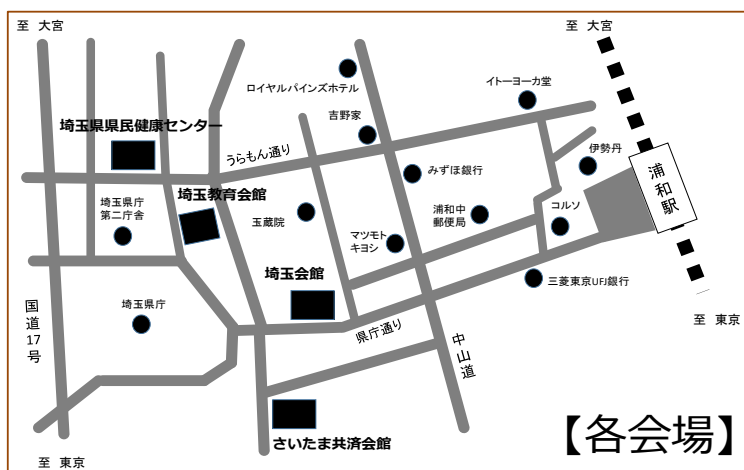 至 大宮
至 大宮
ロイヤルパインズホテル
イトーヨーカ堂
吉野家
埼玉県県民健康センター
うらもん通り
伊勢丹
みずほ銀行
浦和駅
埼玉教育会館
埼玉県庁
第二庁舎
玉蔵院
浦和中
郵便局
コルソ
マツモト
キヨシ
埼玉会館
三菱東京UFJ銀行
埼玉県庁
国道17号
県庁通り
至 東京
中山道
さいたま共済会館
【各会場】
至 東京